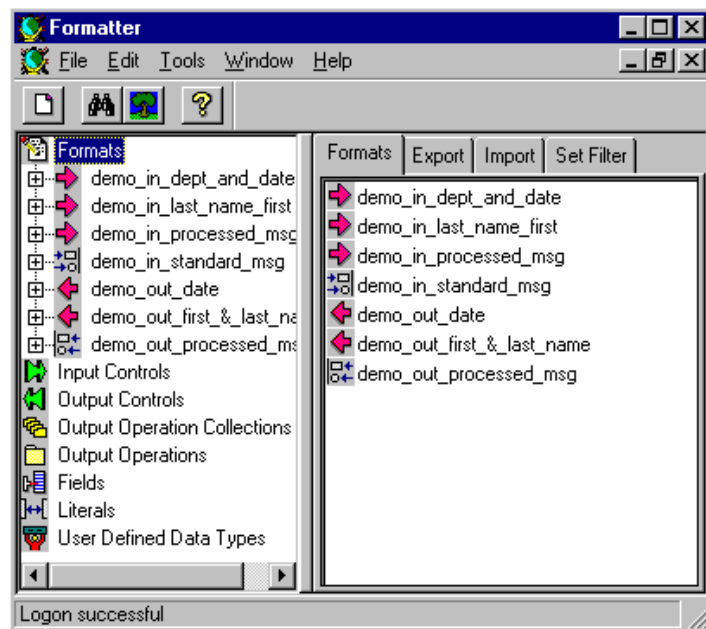 Formatter
File Edit Tools Window Help
Formats
demo_in_dept_and_date
demo_in_last_name_first
demo_in_processed_msg
demo_in_standard_msg
demo_out_date
demo_out_first_&_last_na
demo_out_processed_ms
Input Controls
Output Controls
Output Operation Collections
Output Operations
Fields
Literals
User Defined Data Types
Formats Export Import Set Filter
demo_in_dept_and_date
demo_in_last_name_first
demo_in_processed_msg
demo_in_standard_msg
demo_out_date
demo_out_first_&_last_name
demo_out_processed_msg
Logon successful